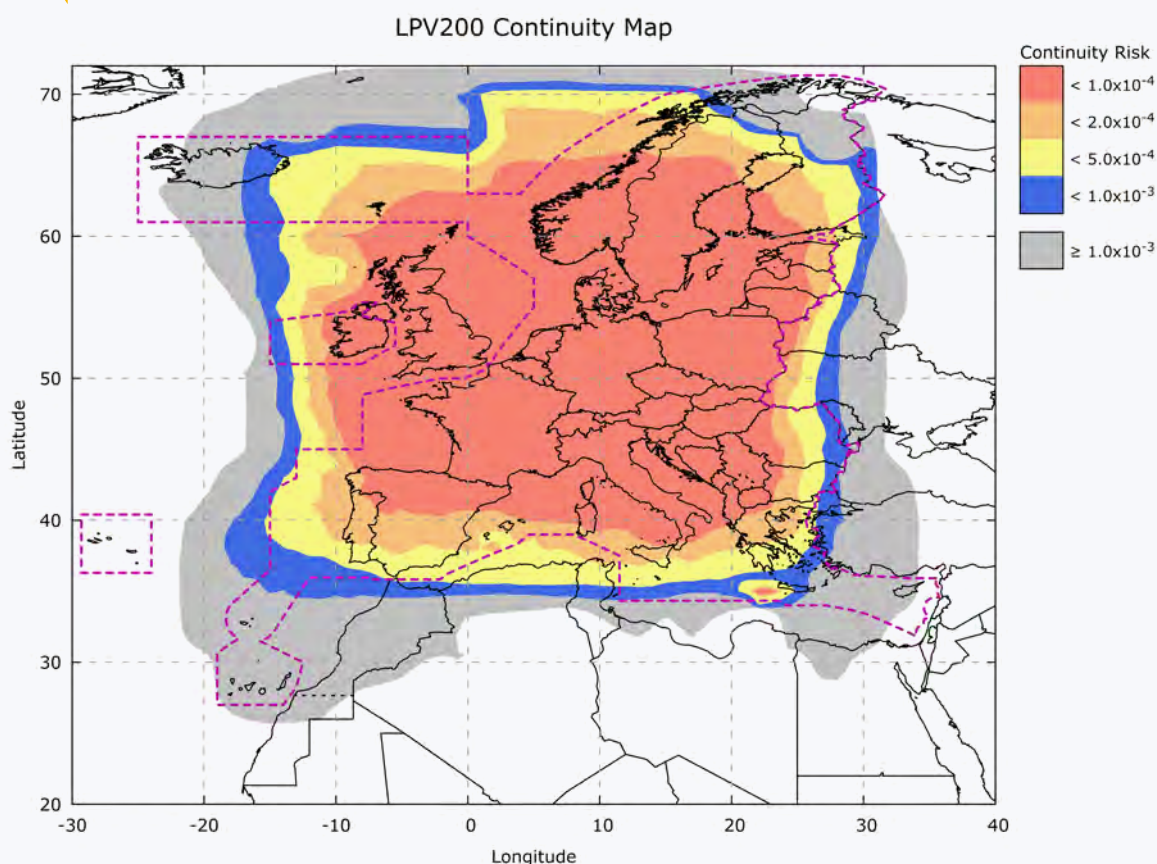 LPV200 Continuity Map
Continuity Risk
< 1.0x10⁻⁴
< 2.0x10⁻⁴
< 5.0x10⁻⁴
< 1.0x10⁻³
≥ 1.0x10⁻³
70
60
50
40
30
20
Latitude
-30 -20 -10 0 10 20 30 40
Longitude